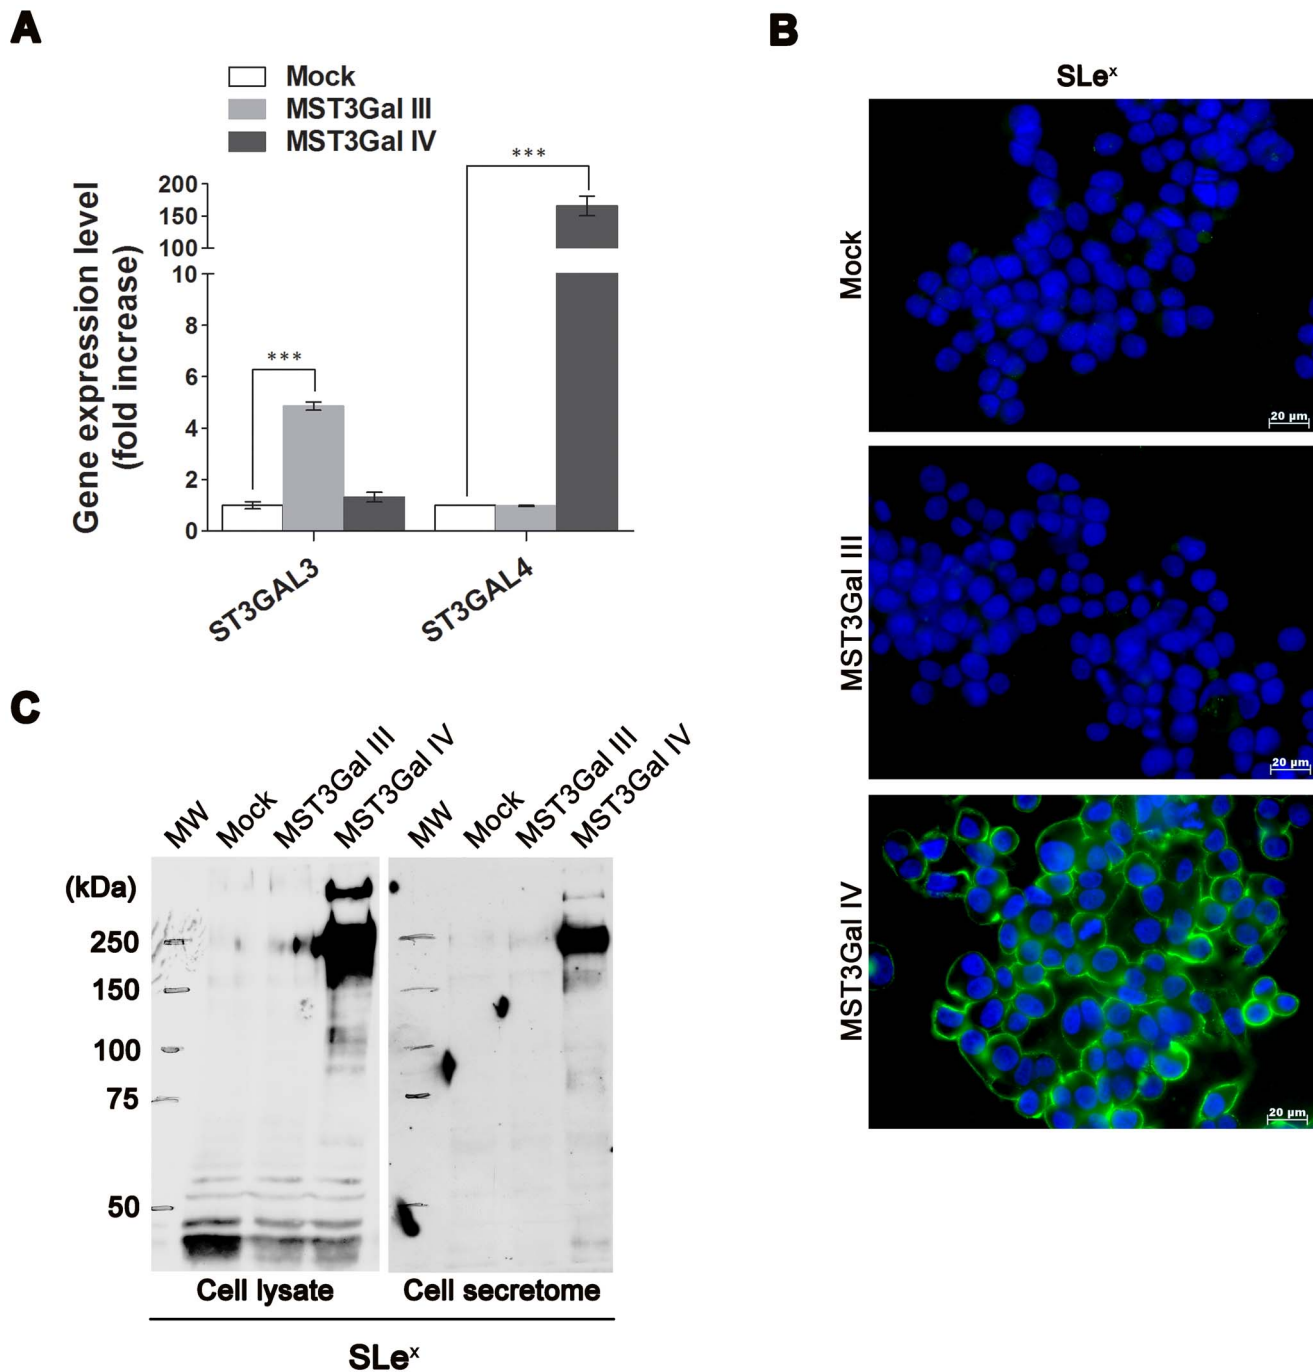 A
Mock
MST3Gal III
MST3Gal IV
Gene expression level
(fold increase)
200
150
100
10
8
6
4
2
0
***
***
ST3GAL3
ST3GAL4
B
SLeˣ
Mock
20 µm
MST3Gal III
20 µm
MST3Gal IV
20 µm
C
MW
Mock
MST3Gal III
MST3Gal IV
MW
Mock
MST3Gal III
MST3Gal IV
(kDa)
250
150
100
75
50
Cell lysate
Cell secretome
SLeˣ